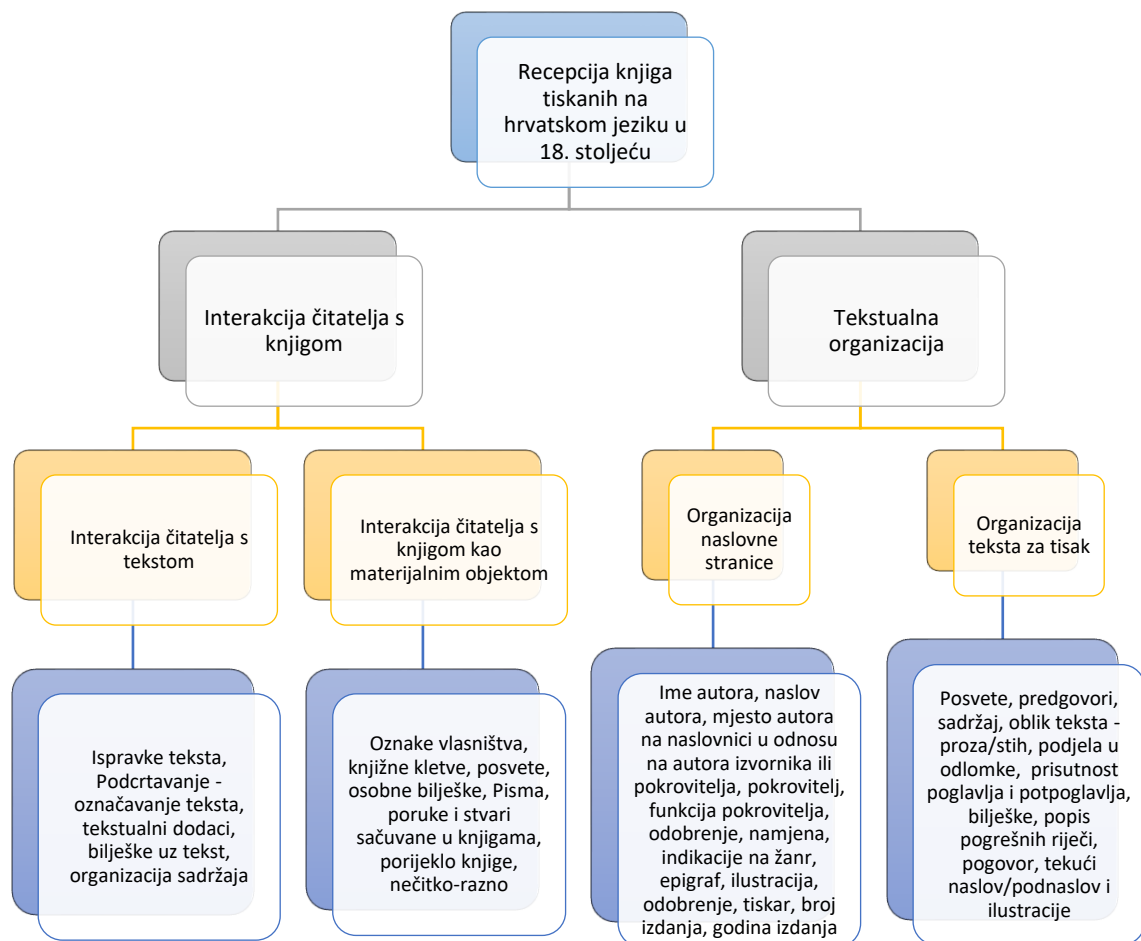 Recepcija knjiga
tiskanih na
hrvatskom jeziku u
18. stoljeću
Interakcija čitatelja s
knjigom
Tekstualna
organizacija
Interakcija čitatelja s
tekstom
Interakcija čitatelja s
knjigom kao
materijalnim objektom
Organizacija
naslovne
stranice
Organizacija
teksta za tisak
Ispravke teksta,
Podcrtavanje -
označavanje teksta,
tekstualni dodaci,
bilješke uz tekst,
organizacija sadržaja
Oznake vlasništva,
knjižne kletve, posvete,
osobne bilješke, Pisma,
poruke i stvari
sačuvane u knjigama,
porijeklo knjige,
nečitko-razno
Ime autora, naslov
autora, mjesto autora
na naslovnici u odnosu
na autora izvornika ili
pokrovitelja, pokrovitelj,
funkcija pokrovitelja,
odobrenje, namjena,
indikacije na žanr,
epigraf, ilustracija,
odobrenje, tiskar, broj
izdanja, godina izdanja
Posvete, predgovori,
sadržaj, oblik teksta -
proza/stih, podjela u
odlomke, prisutnost
poglavlja i potpoglavlja,
bilješke, popis
pogrešnih riječi,
pogovor, tekući
naslov/podnaslov i
ilustracije